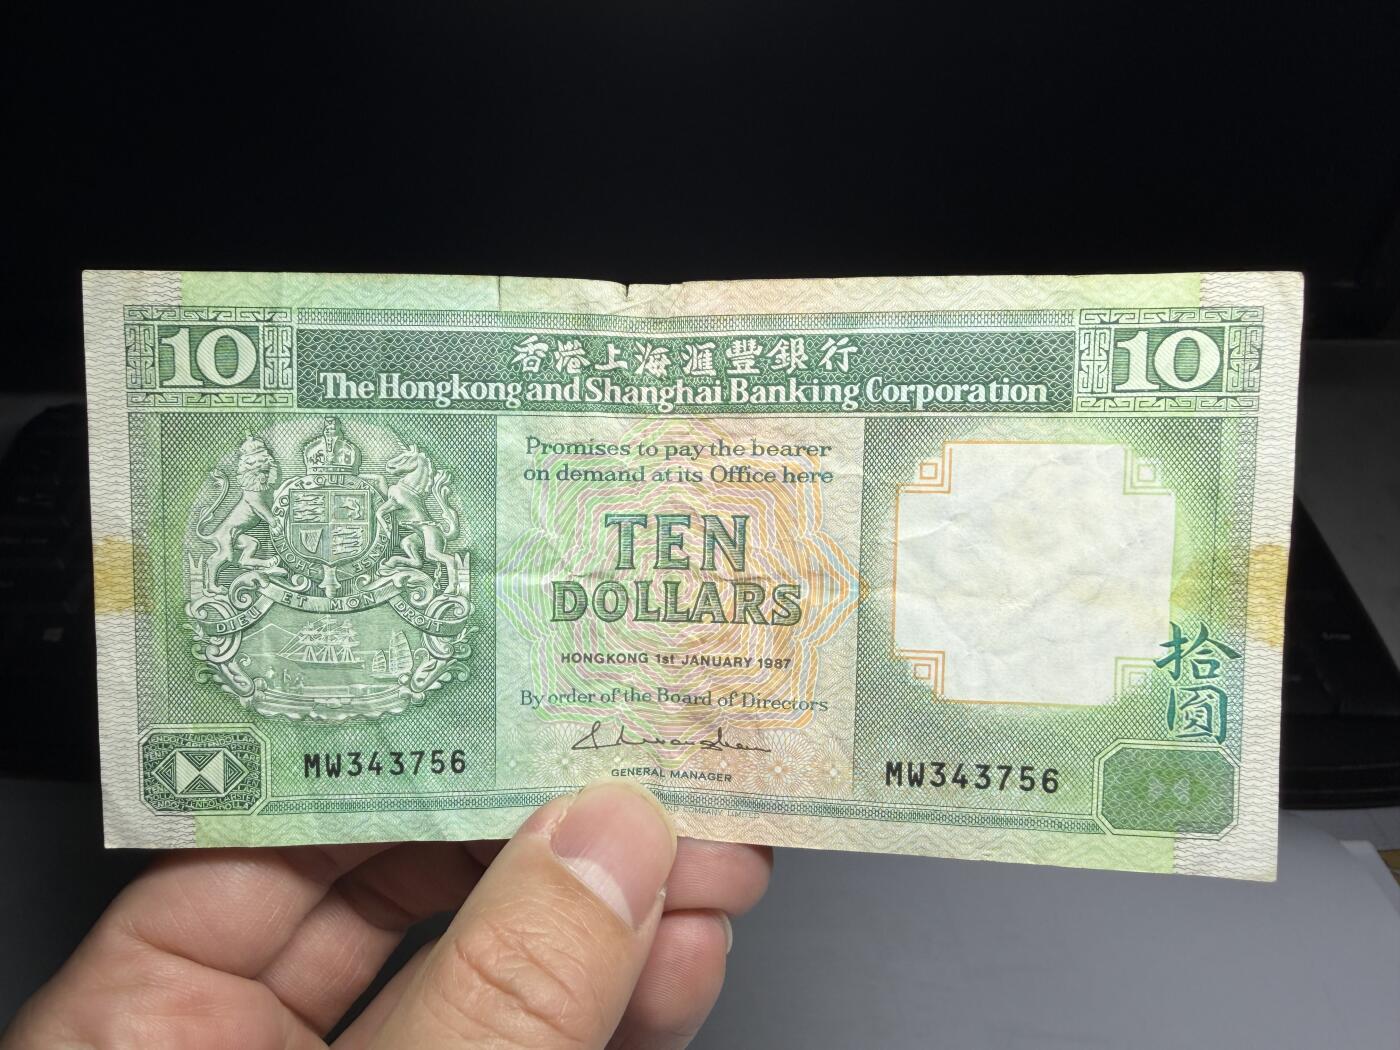 10
香港上海滙豐銀行
10
The Hongkong and Shanghai Banking Corporation
Promises to pay the bearer
on demand at its Office here
TEN
DOLLARS
HONGKONG 1st JANUARY 1987
By order of the Board of Directors
GENERAL MANAGER
DIEU ET MON DROIT
MW343756
MW343756
拾
圓